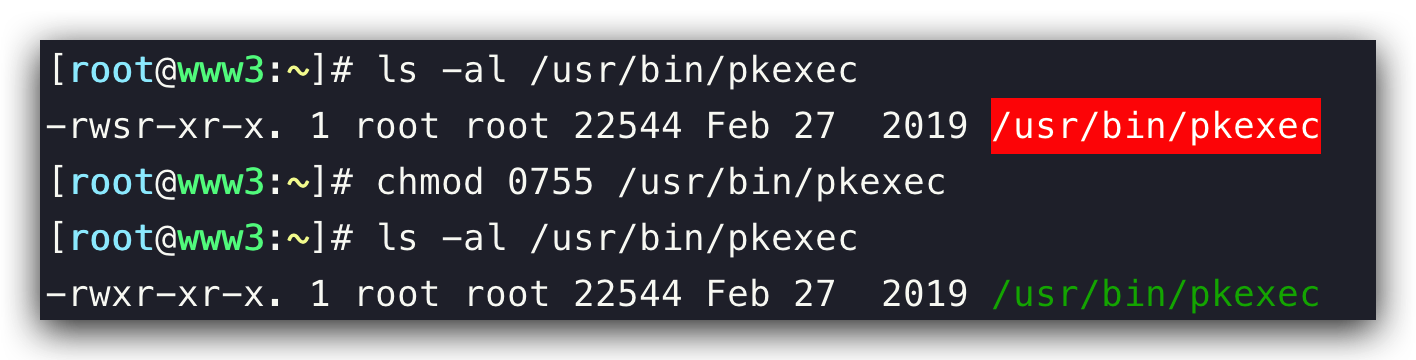 [root@www3:~]# ls -al /usr/bin/pkexec
-rwsr-xr-x. 1 root root 22544 Feb 27  2019 /usr/bin/pkexec
[root@www3:~]# chmod 0755 /usr/bin/pkexec
[root@www3:~]# ls -al /usr/bin/pkexec
-rwxr-xr-x. 1 root root 22544 Feb 27  2019 /usr/bin/pkexec